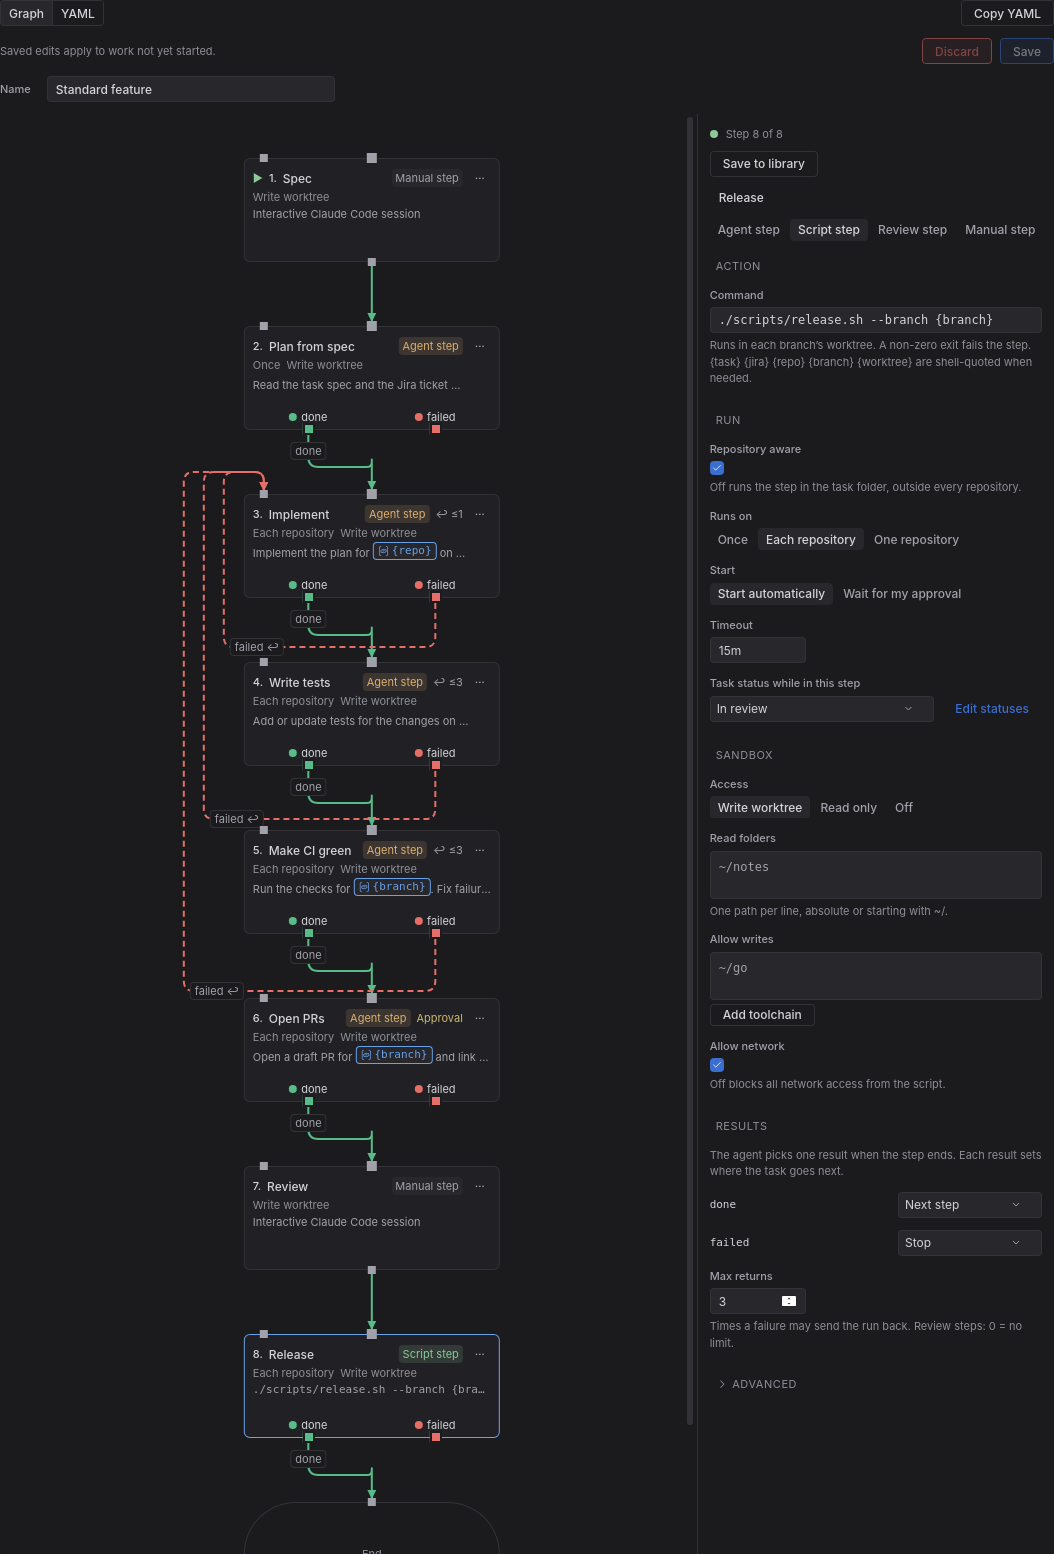 Graph YAML
Copy YAML
Saved edits apply to work not yet started.
Discard Save
Name Standard feature
1. Spec Manual step ...
Write worktree
Interactive Claude Code session
2. Plan from spec Agent step ...
Once Write worktree
Read the task spec and the Jira ticket ...
done failed
done
3. Implement Agent step ↩ ≤1 ...
Each repository Write worktree
Implement the plan for {repo} on ...
done failed
done
failed ↩
4. Write tests Agent step ↩ ≤3 ...
Each repository Write worktree
Add or update tests for the changes on ...
done failed
done
failed ↩
5. Make CI green Agent step ↩ ≤3 ...
Each repository Write worktree
Run the checks for {branch}. Fix failur...
done failed
done
failed ↩
6. Open PRs Agent step Approval ...
Each repository Write worktree
Open a draft PR for {branch} and link ...
done failed
done
7. Review Manual step ...
Write worktree
Interactive Claude Code session
8. Release Script step ...
Each repository Write worktree
./scripts/release.sh --branch {bra...
done failed
done
End
Step 8 of 8
Save to library
Release
Agent step Script step Review step Manual step
ACTION
Command
./scripts/release.sh --branch {branch}
Runs in each branch's worktree. A non-zero exit fails the step.
{task} {jira} {repo} {branch} {worktree} are shell-quoted when
needed.
RUN
Repository aware
Off runs the step in the task folder, outside every repository.
Runs on
Once Each repository One repository
Start
Start automatically Wait for my approval
Timeout
15m
Task status while in this step
In review Edit statuses
SANDBOX
Access
Write worktree Read only Off
Read folders
~/notes
One path per line, absolute or starting with ~/.
Allow writes
~/go
Add toolchain
Allow network
Off blocks all network access from the script.
RESULTS
The agent picks one result when the step ends. Each result sets
where the task goes next.
done Next step
failed Stop
Max returns
3
Times a failure may send the run back. Review steps: 0 = no
limit.
ADVANCED